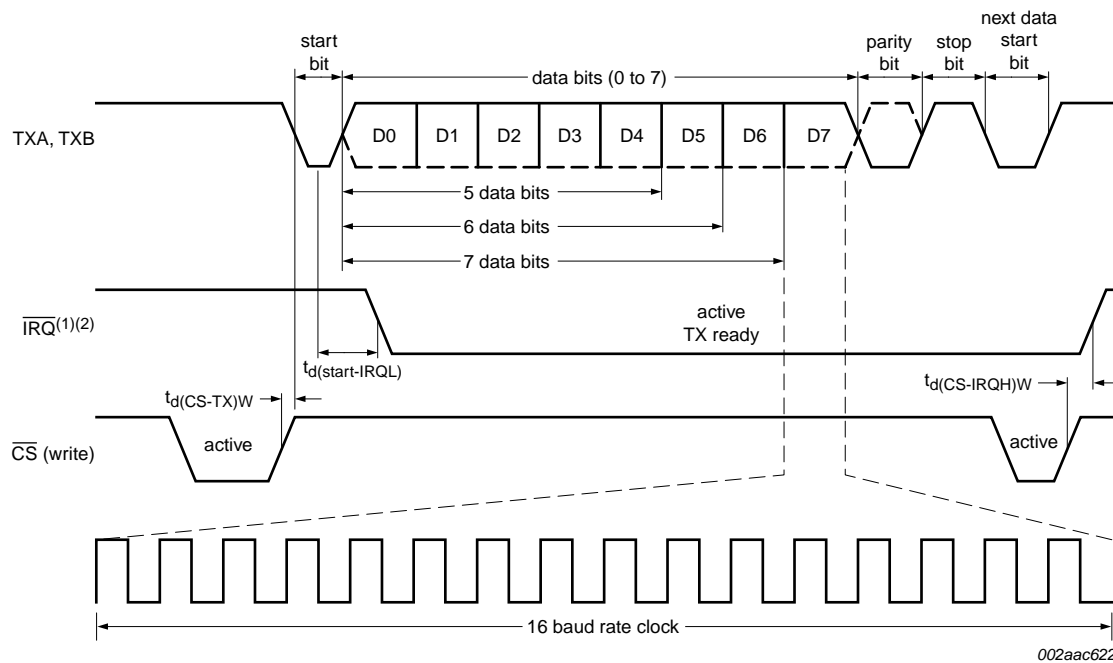 start
bit
data bits (0 to 7)
parity
bit
stop
bit
next data
start
bit
TXA, TXB
D0 D1 D2 D3 D4 D5 D6 D7
5 data bits
6 data bits
7 data bits
IRQ(1)(2)
active
TX ready
td(start-IRQL)
td(CS-TX)W
td(CS-IRQH)W
CS (write)
active
active
16 baud rate clock
002aac622